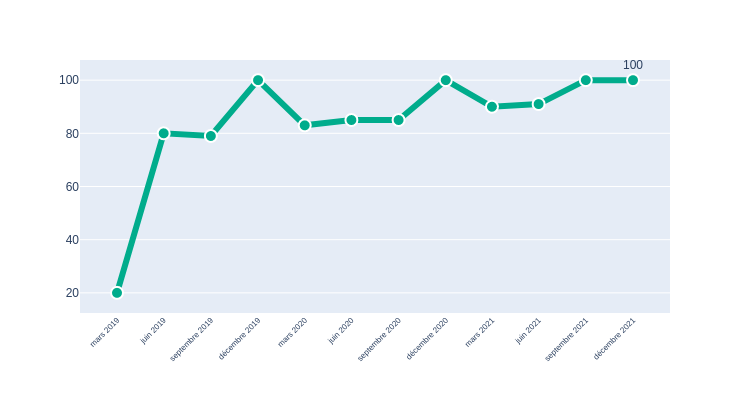 100
100
80
60
40
20
mars 2019
juin 2019
septembre 2019
décembre 2019
mars 2020
juin 2020
septembre 2020
décembre 2020
mars 2021
juin 2021
septembre 2021
décembre 2021